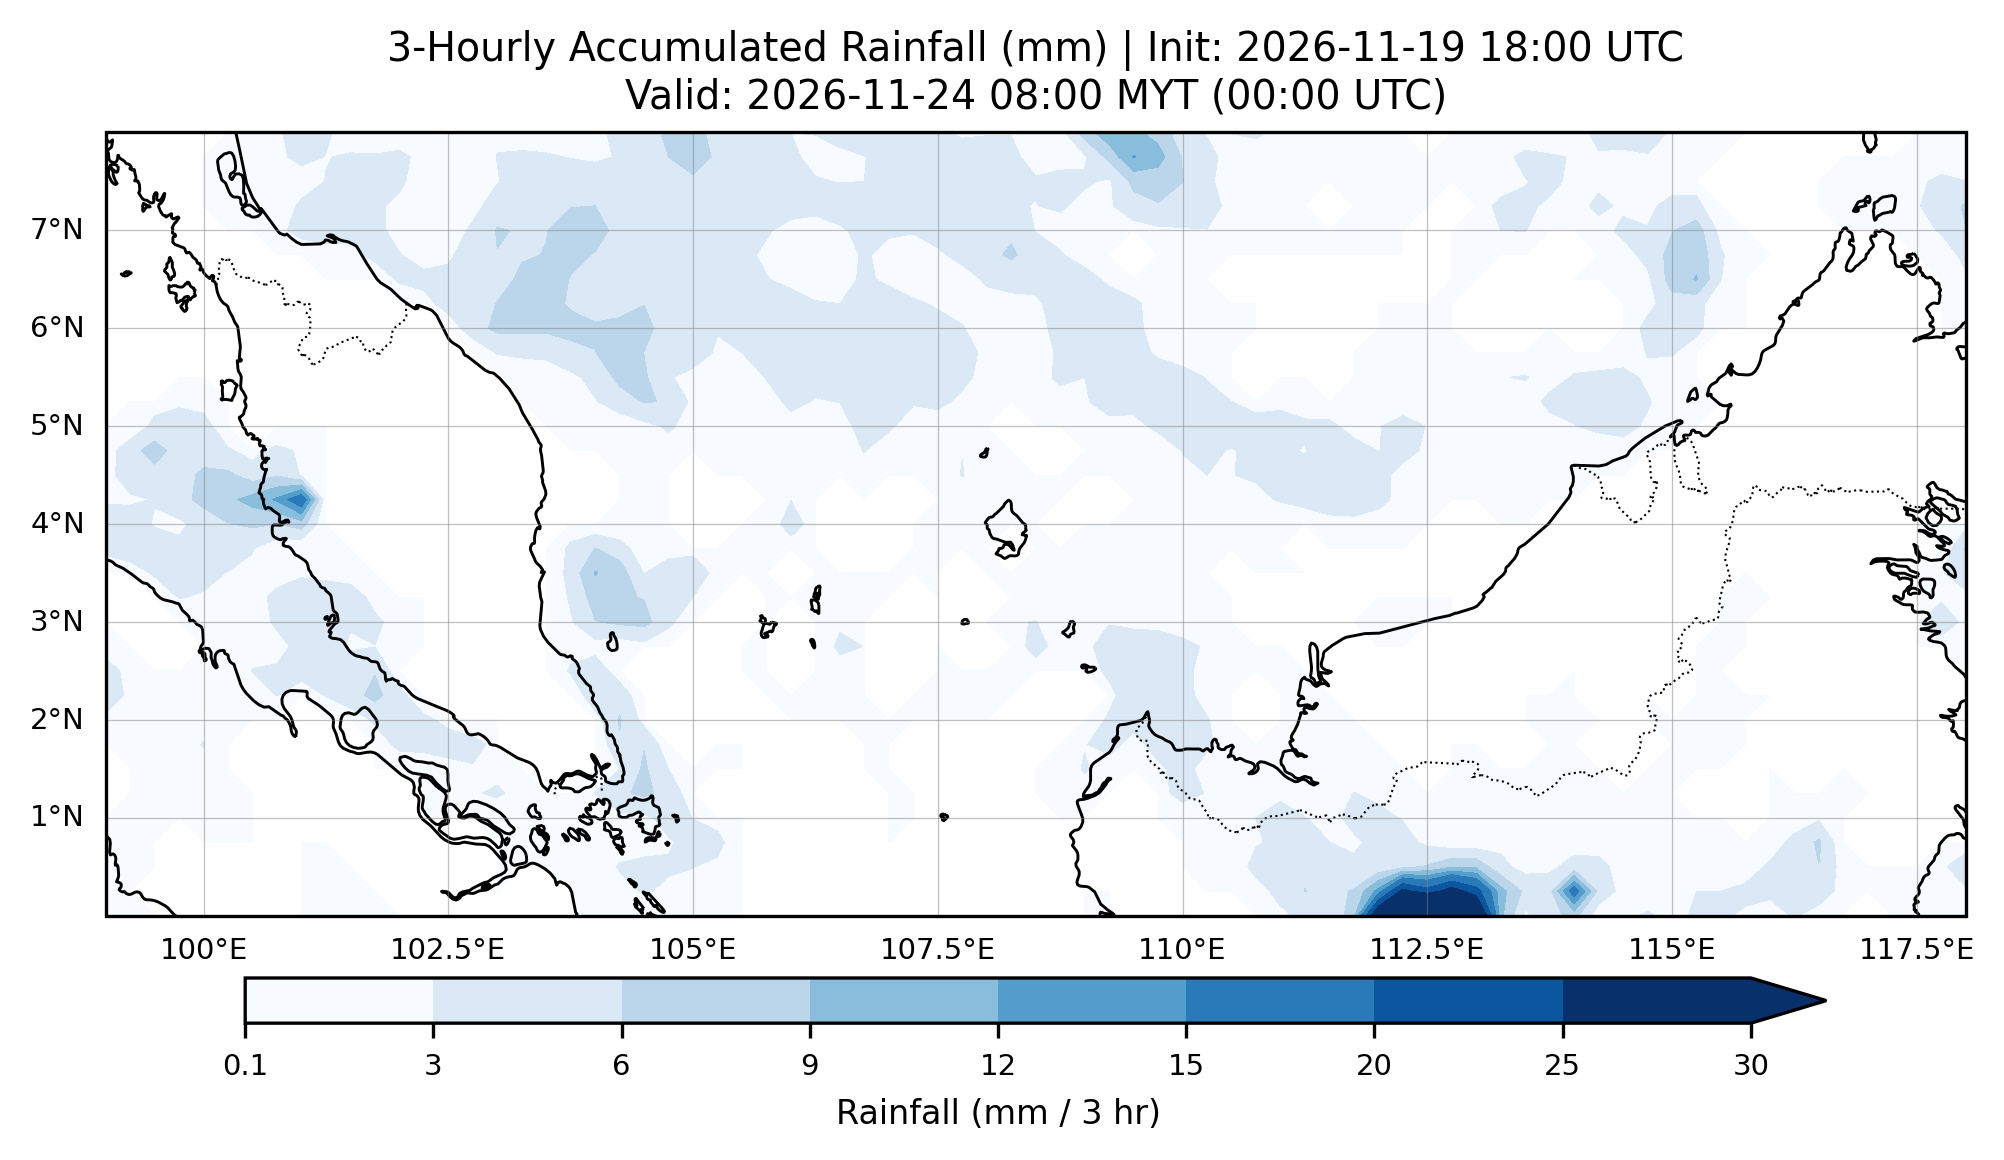 3-Hourly Accumulated Rainfall (mm) | Init: 2026-11-19 18:00 UTC
Valid: 2026-11-24 08:00 MYT (00:00 UTC)
7°N
6°N
5°N
4°N
3°N
2°N
1°N
100°E 102.5°E 105°E 107.5°E 110°E 112.5°E 115°E 117.5°E
0.1 3 6 9 12 15 20 25 30
Rainfall (mm / 3 hr)